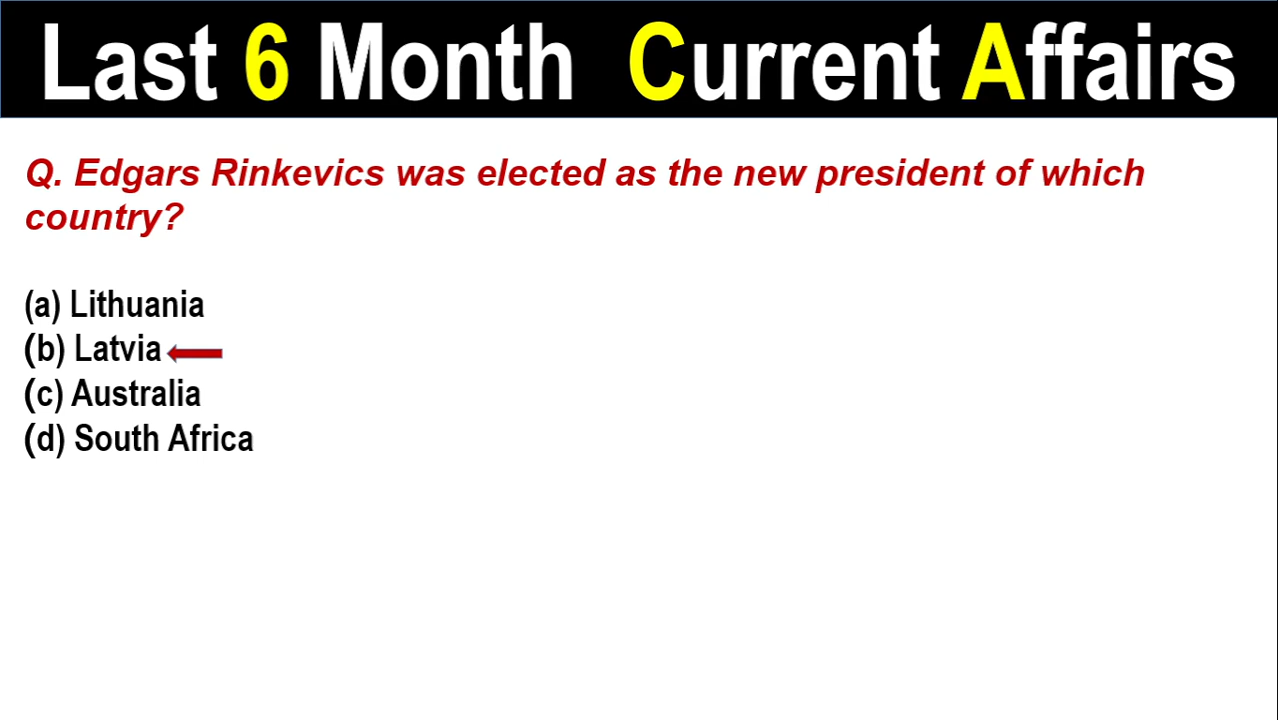 Last 6 Month Current Affairs
Q. Edgars Rinkevics was elected as the new president of which
country?
(a) Lithuania
(b) Latvia
(c) Australia
(d) South Africa